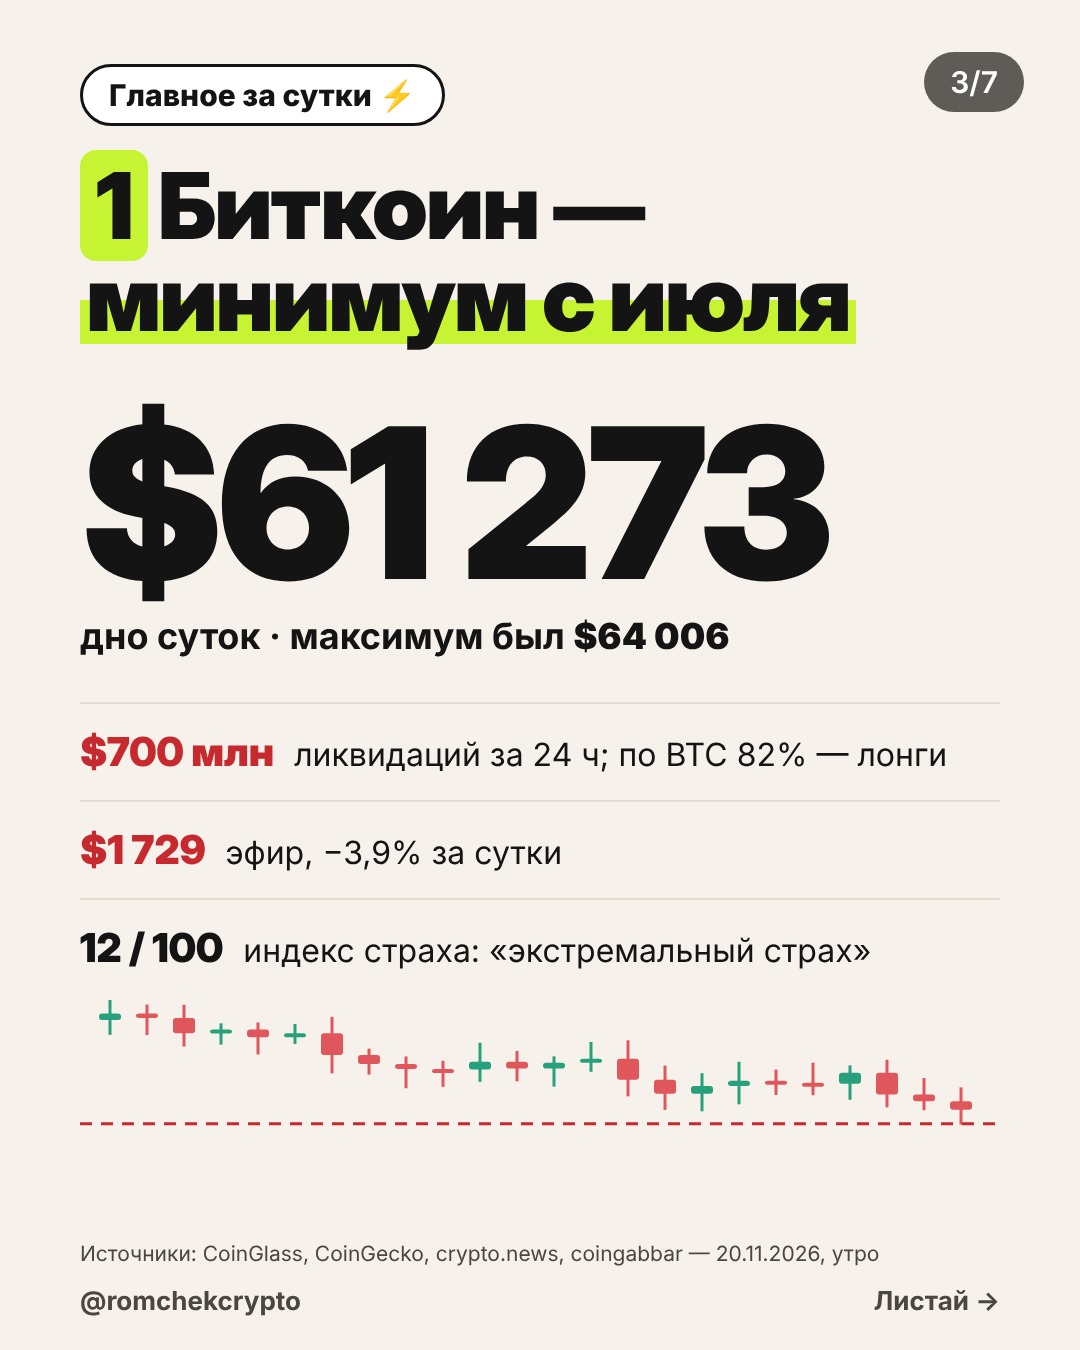 Главное за сутки ⚡
3/7
1 Биткоин —
минимум с июля
$61 273
дно суток · максимум был $64 006
$700 млн ликвидаций за 24 ч; по BTC 82% — лонги
$1 729 эфир, −3,9% за сутки
12 / 100 индекс страха: «экстремальный страх»
Источники: CoinGlass, CoinGecko, crypto.news, coingabbar — 20.11.2026, утро
@romchekcrypto
Листай →